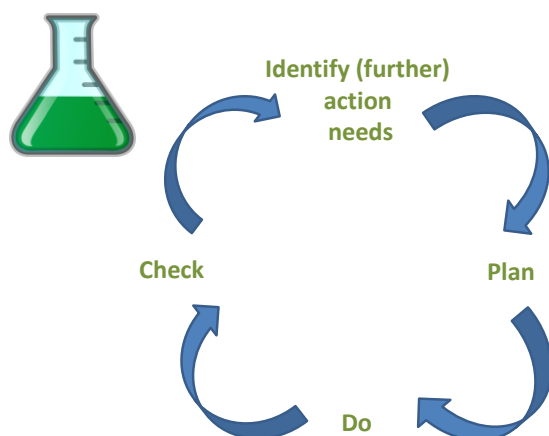 Identify (further)
action
needs
Check
Plan
Do